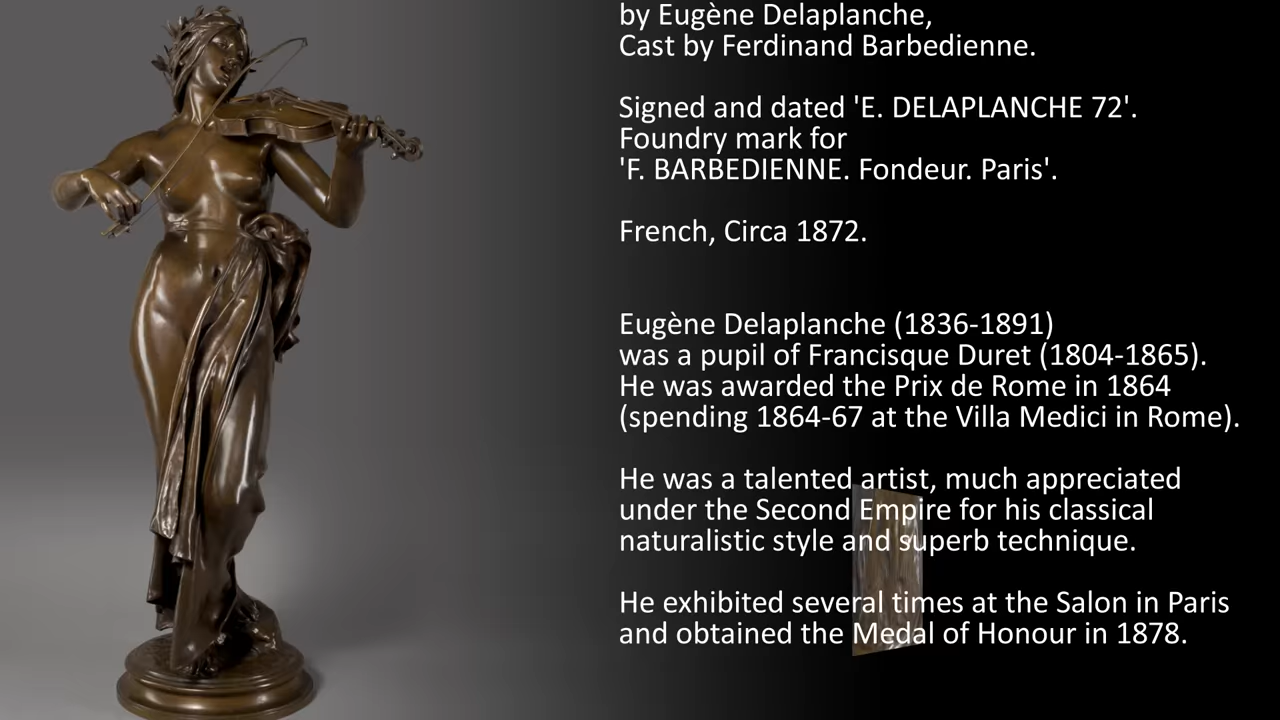 by Eugène Delaplanche,
Cast by Ferdinand Barbedienne.
Signed and dated 'E. DELAPLANCHE 72'.
Foundry mark for
'F. BARBEDIENNE. Fondeur. Paris'.
French, Circa 1872.
Eugène Delaplanche (1836-1891)
was a pupil of Francisque Duret (1804-1865).
He was awarded the Prix de Rome in 1864
(spending 1864-67 at the Villa Medici in Rome).
He was a talented artist, much appreciated
under the Second Empire for his classical
naturalistic style and superb technique.
He exhibited several times at the Salon in Paris
and obtained the Medal of Honour in 1878.